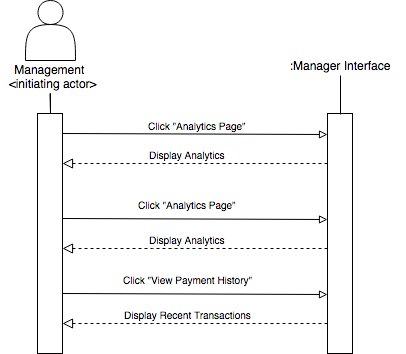 Management
<initiating actor>
:Manager Interface
Click "Analytics Page"
Display Analytics
Click "Analytics Page"
Display Analytics
Click "View Payment History"
Display Recent Transactions